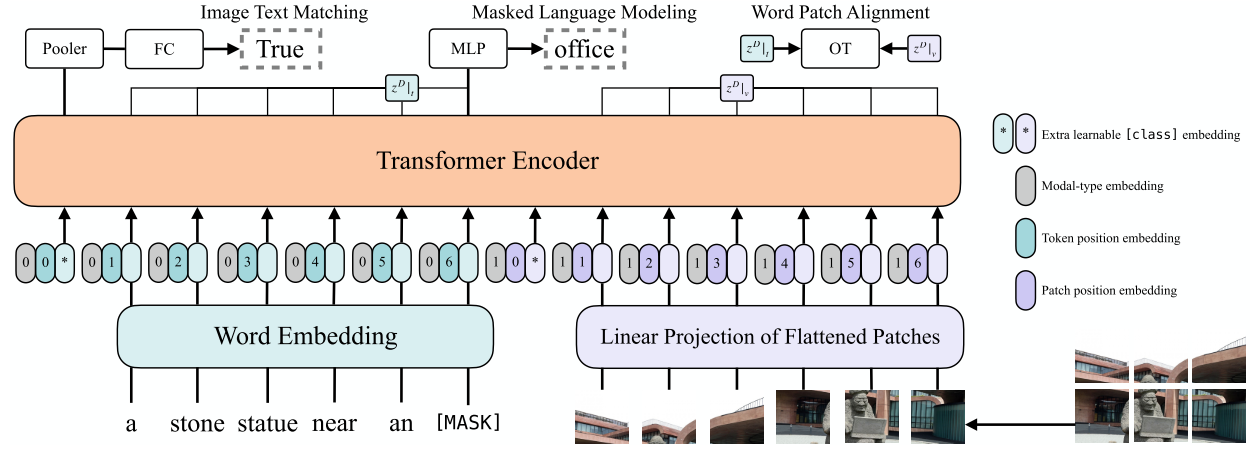 Image Text Matching
Masked Language Modeling
Word Patch Alignment
Pooler
FC
True
MLP
office
z^D|_t
OT
z^D|_v
z^D|_t
z^D|_v
Transformer Encoder
* * Extra learnable [class] embedding
Modal-type embedding
Token position embedding
Patch position embedding
0 0 *
0 1
0 2
0 3
0 4
0 5
0 6
1 0 *
1 1
1 2
1 3
1 4
1 5
1 6
Word Embedding
Linear Projection of Flattened Patches
a stone statue near an [MASK]